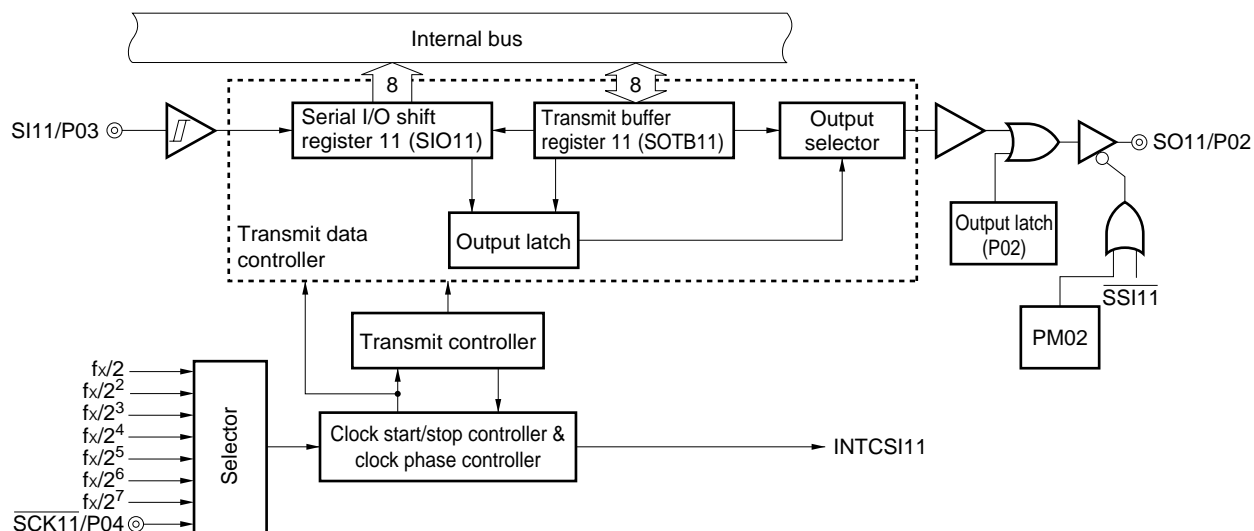 Internal bus
8
8
SI11/P03
Serial I/O shift
register 11 (SIO11)
Transmit buffer
register 11 (SOTB11)
Output
selector
SO11/P02
Output latch
Output latch
(P02)
Transmit data
controller
SSI11
PM02
Transmit controller
fX/2
fX/2²
fX/2³
fX/2⁴
fX/2⁵
fX/2⁶
fX/2⁷
SCK11/P04
Selector
Clock start/stop controller &
clock phase controller
INTCSI11